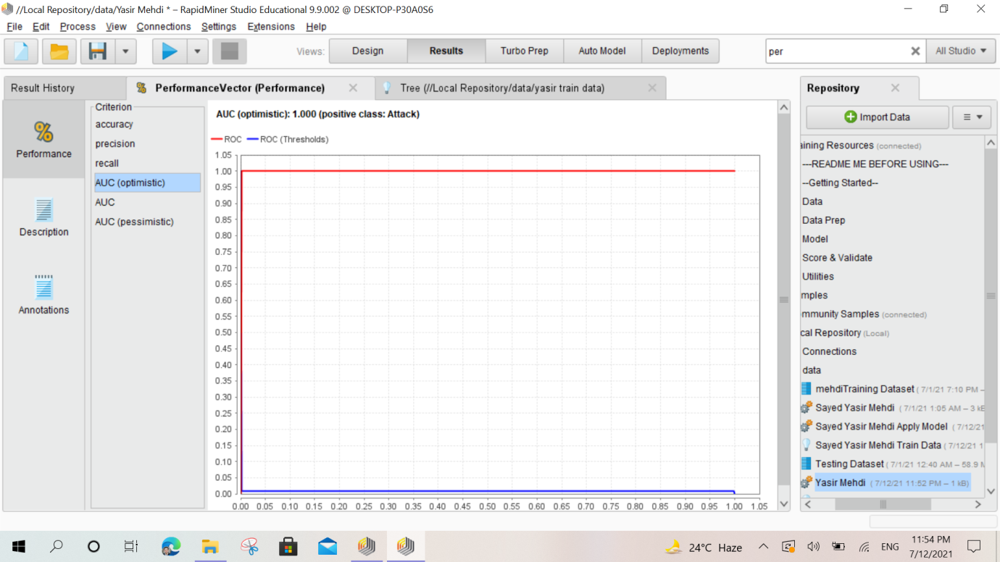 //Local Repository/data/Yasir Mehdi * – RapidMiner Studio Educational 9.9.002 @ DESKTOP-P30A0S6
File Edit Process View Connections Settings Extensions Help
Views: Design Results Turbo Prep Auto Model Deployments per All Studio
Result History PerformanceVector (Performance) Tree (//Local Repository/data/yasir train data) Repository
% Performance
Description
Annotations
Criterion
accuracy
precision
recall
AUC (optimistic)
AUC
AUC (pessimistic)
AUC (optimistic): 1.000 (positive class: Attack)
ROC ROC (Thresholds)
1.05
1.00
0.95
0.90
0.85
0.80
0.75
0.70
0.65
0.60
0.55
0.50
0.45
0.40
0.35
0.30
0.25
0.20
0.15
0.10
0.05
0.00
0.00 0.05 0.10 0.15 0.20 0.25 0.30 0.35 0.40 0.45 0.50 0.55 0.60 0.65 0.70 0.75 0.80 0.85 0.90 0.95 1.00 1.05
Import Data
aining Resources (connected)
---README ME BEFORE USING---
--Getting Started--
Data
Data Prep
Model
Score & Validate
Utilities
mples
mmunity Samples (connected)
cal Repository (Local)
Connections
data
mehdiTraining Dataset ( 7/1/21 7:10 PM –
Sayed Yasir Mehdi ( 7/1/21 1:05 AM – 3 kE
Sayed Yasir Mehdi Apply Model ( 7/12/21
Sayed Yasir Mehdi Train Data ( 7/12/21 1
Testing Dataset ( 7/1/21 12:40 AM – 58.9 M
Yasir Mehdi ( 7/12/21 11:52 PM – 1 kB)
24°C Haze ENG 11:54 PM
7/12/2021